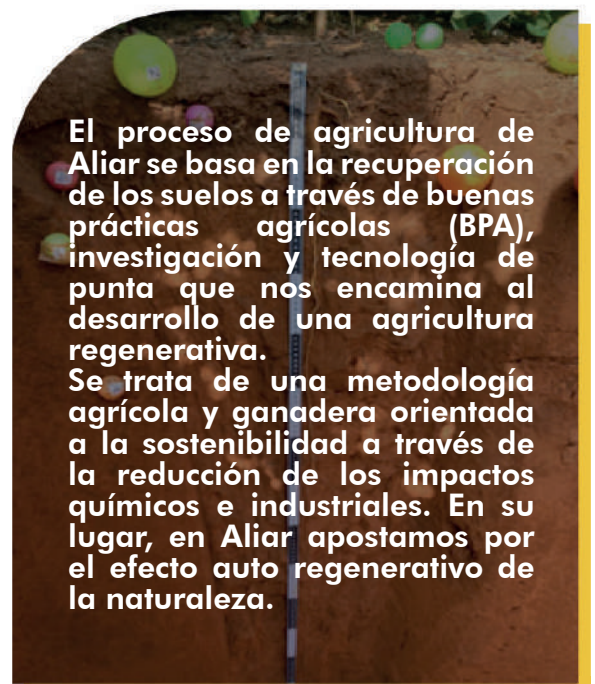 El proceso de agricultura de
Aliar se basa en la recuperación
de los suelos a través de buenas
prácticas agrícolas (BPA),
investigación y tecnología de
punta que nos encamina al
desarrollo de una agricultura
regenerativa.
Se trata de una metodología
agrícola y ganadera orientada
a la sostenibilidad a través de
la reducción de los impactos
químicos e industriales. En su
lugar, en Aliar apostamos por
el efecto auto regenerativo de
la naturaleza.